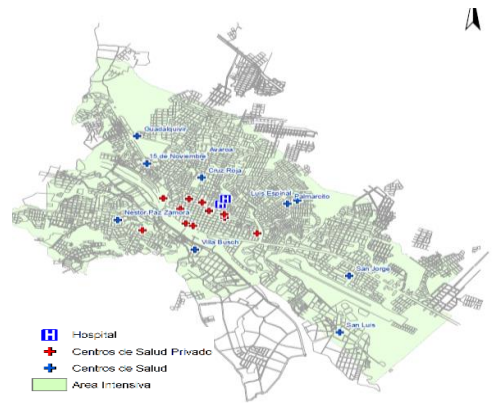 Guadalquivir
Avaroa
15 de Noviembre
Cruz Roja
Luis Espinal
Palmarcito
Nestor Paz Zamora
Villa Busch
San Jorge
San Luis
H
Hospital
Centros de Salud Privado
Centros de Salud
Area Intensiva